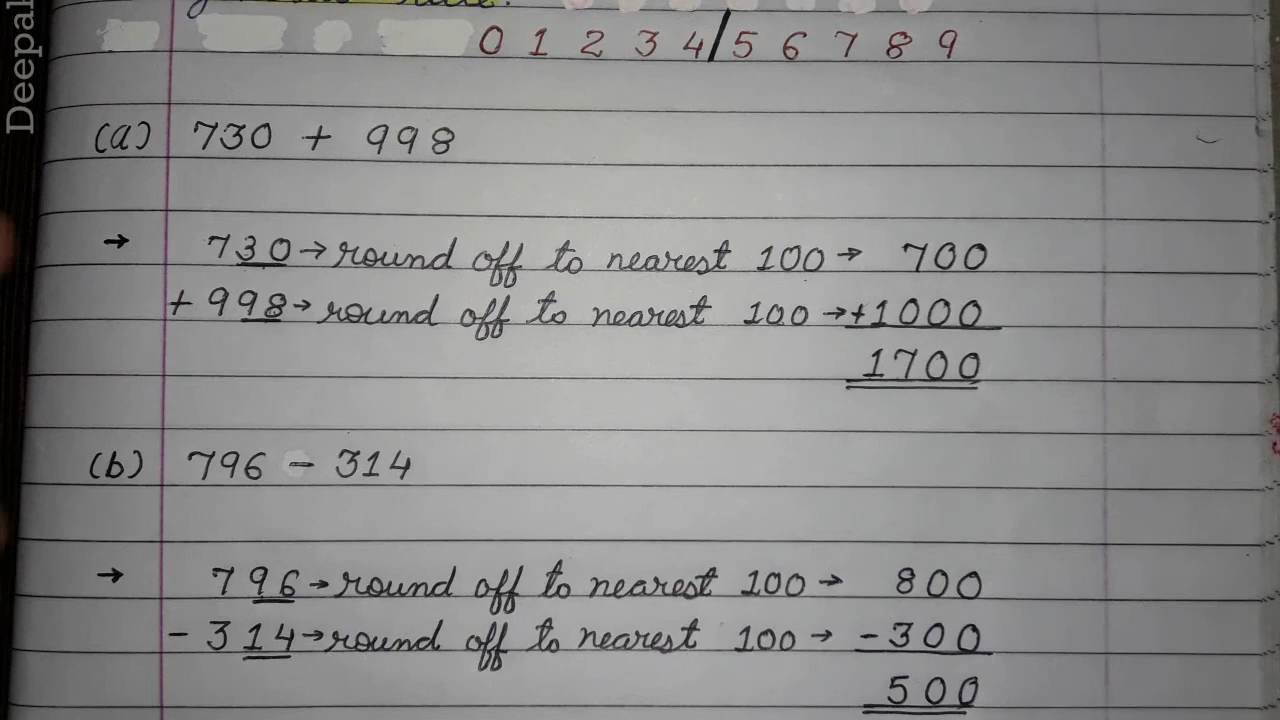 0 1 2 3 4/5 6 7 8 9
(a) 730 + 998
→ 730→round off to nearest 100→ 700
+ 998→round off to nearest 100→+1000
1700
(b) 796 - 314
→ 796→round off to nearest 100→ 800
- 314→round off to nearest 100→ -300
500